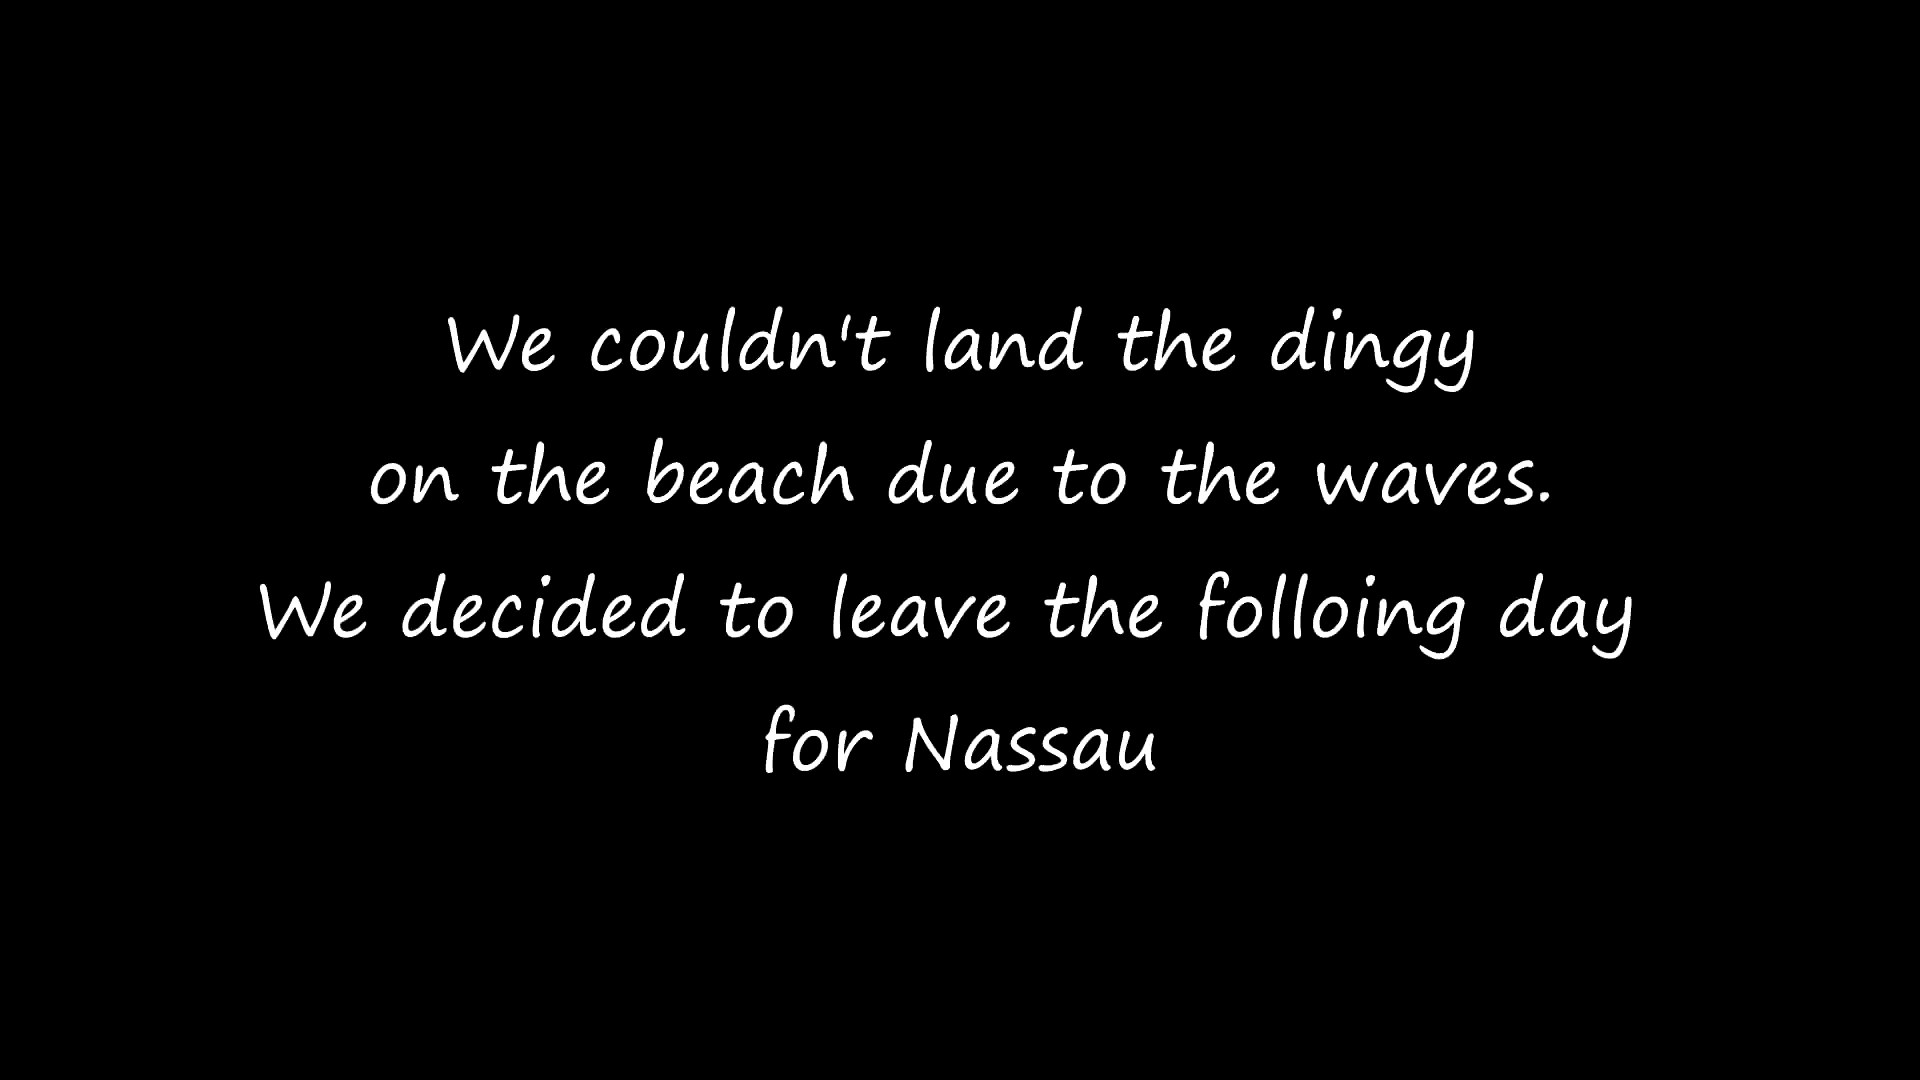 We couldn't land the dingy
on the beach due to the waves.
We decided to leave the folloing day
for Nassau